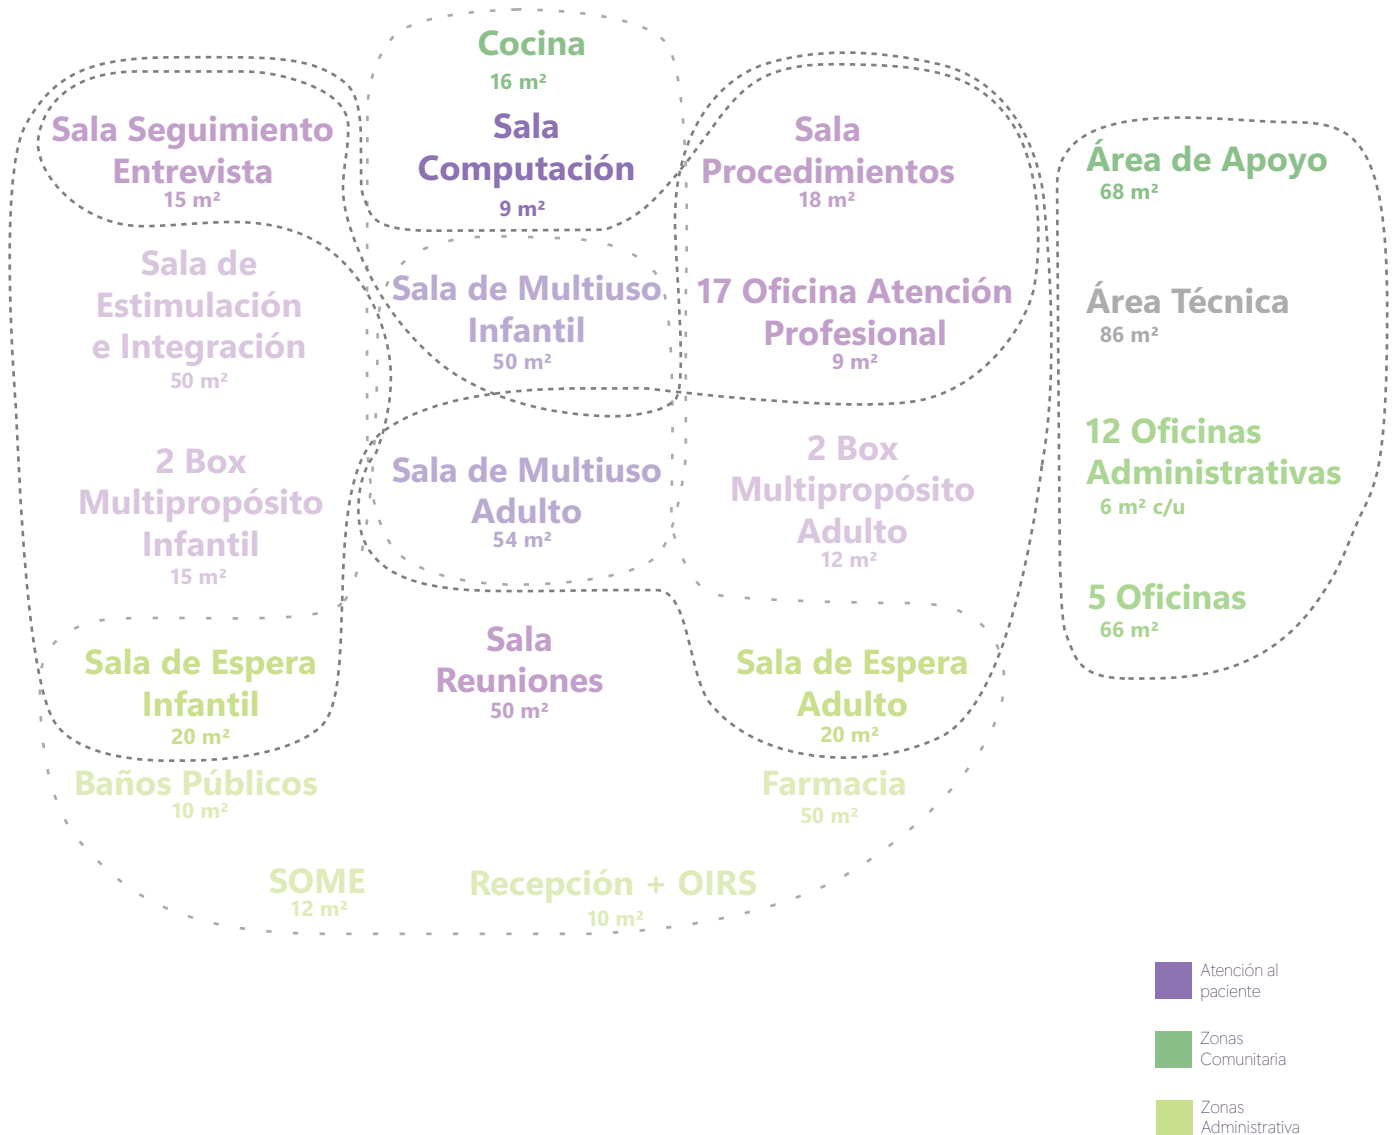 Cocina
16 m²
Sala
Computación
9 m²
Sala Seguimiento
Entrevista
15 m²
Sala
Procedimientos
18 m²
Área de Apoyo
68 m²
Sala de
Estimulación
e Integración
50 m²
Sala de Multiuso
Infantil
50 m²
17 Oficina Atención
Profesional
9 m²
Área Técnica
86 m²
2 Box
Multipropósito
Infantil
15 m²
Sala de Multiuso
Adulto
54 m²
2 Box
Multipropósito
Adulto
12 m²
12 Oficinas
Administrativas
6 m² c/u
5 Oficinas
66 m²
Sala de Espera
Infantil
20 m²
Sala
Reuniones
50 m²
Sala de Espera
Adulto
20 m²
Baños Públicos
10 m²
Farmacia
50 m²
SOME
12 m²
Recepción + OIRS
10 m²
Atención al
paciente
Zonas
Comunitaria
Zonas
Administrativa